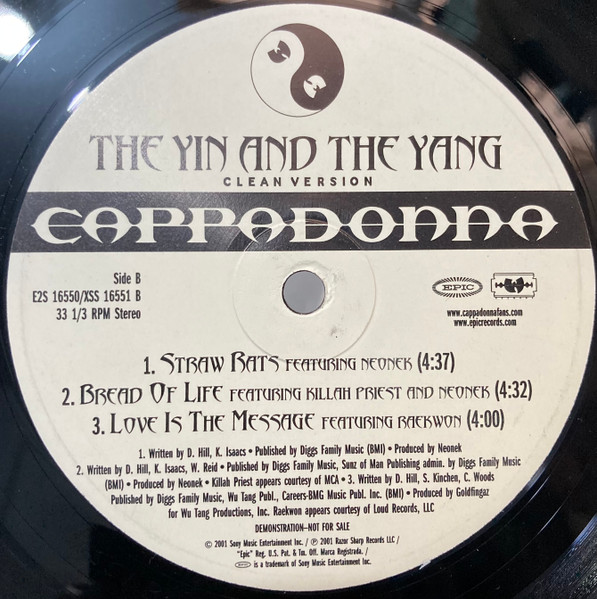 THE YIN AND THE YANG
CLEAN VERSION
CAPPADONNA
Side B
E2S 16550/XSS 16551 B
33 1/3 RPM Stereo
EPIC
www.cappadonnafans.com
www.epicrecords.com
1. STRAW RATS FEATURING NEONEK (4:37)
2. BREAD OF LIFE FEATURING KILLAH PRIEST AND NEONEK (4:32)
3. LOVE IS THE MESSAGE FEATURING RAEKWON (4:00)
1. Written by D. Hill, K. Isaacs • Published by Diggs Family Music (BMI) • Produced by Neonek
2. Written by D. Hill, K. Isaacs, W. Reid • Published by Diggs Family Music, Sunz of Man Publishing admin. by Diggs Family Music
(BMI) • Produced by Neonek • Killah Priest appears courtesy of MCA • 3. Written by D. Hill, S. Kinchen, C. Woods
Published by Diggs Family Music, Wu Tang Publ., Careers-BMG Music Publ. Inc. (BMI) • Produced by Goldfingaz
for Wu Tang Productions, Inc. Raekwon appears courtesy of Loud Records, LLC
DEMONSTRATION–NOT FOR SALE
© 2001 Sony Music Entertainment Inc. / ℗ 2001 Razor Sharp Records LLC /
"Epic" Reg. U.S. Pat. & Tm. Off. Marca Registrada. /
EPIC is a trademark of Sony Music Entertainment Inc.